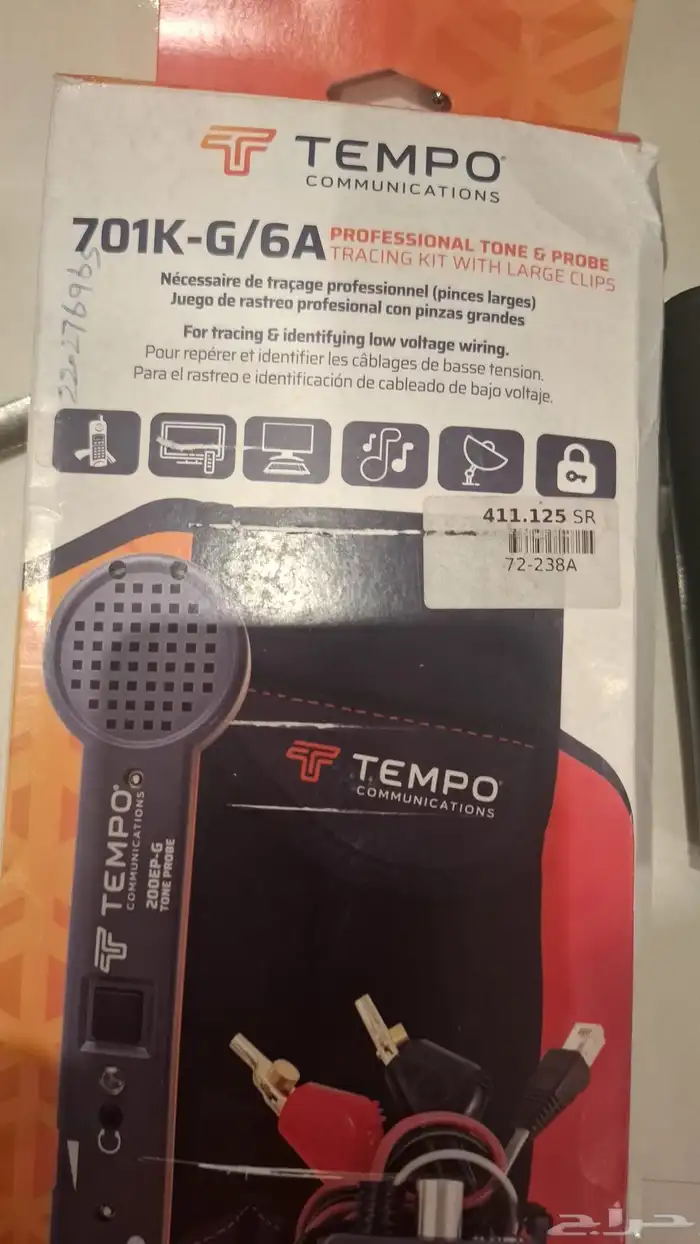 TEMPO
COMMUNICATIONS
701K-G/6A
PROFESSIONAL TONE & PROBE
TRACING KIT WITH LARGE CLIPS
Nécessaire de traçage professionnel (pinces larges)
Juego de rastreo profesional con pinzas grandes
For tracing & identifying low voltage wiring.
Pour repérer et identifier les câblages de basse tension.
Para el rastreo e identificación de cableado de bajo voltaje.
22-276965
411.125 SR
72-238A
TEMPO
COMMUNICATIONS
TEMPO
COMMUNICATIONS
200EP-G
TONE PROBE
حراج